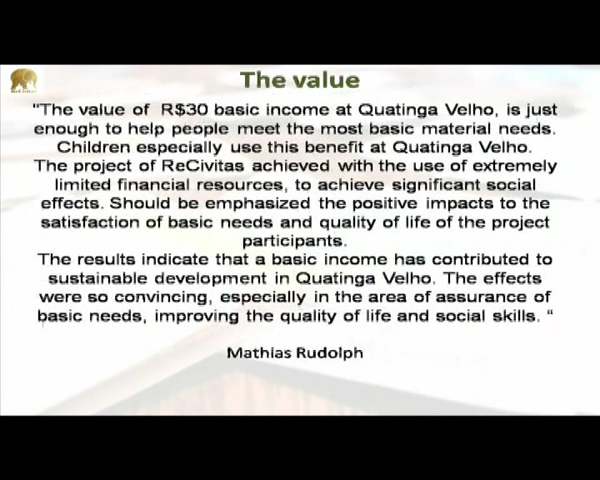 The value
"The value of R$30 basic income at Quatinga Velho, is just
enough to help people meet the most basic material needs.
Children especially use this benefit at Quatinga Velho.
The project of ReCivitas achieved with the use of extremely
limited financial resources, to achieve significant social
effects. Should be emphasized the positive impacts to the
satisfaction of basic needs and quality of life of the project
participants.
The results indicate that a basic income has contributed to
sustainable development in Quatinga Velho. The effects
were so convincing, especially in the area of assurance of
basic needs, improving the quality of life and social skills. "
Mathias Rudolph